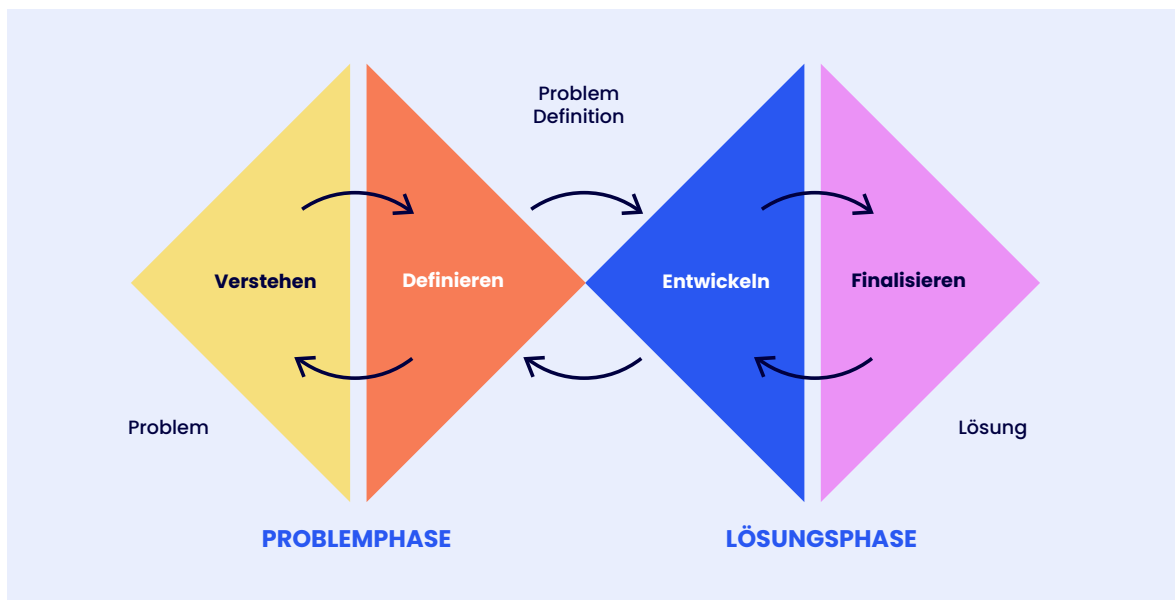 Problem
Definition
Verstehen
Definieren
Entwickeln
Finalisieren
Problem
Lösung
PROBLEMPHASE
LÖSUNGSPHASE